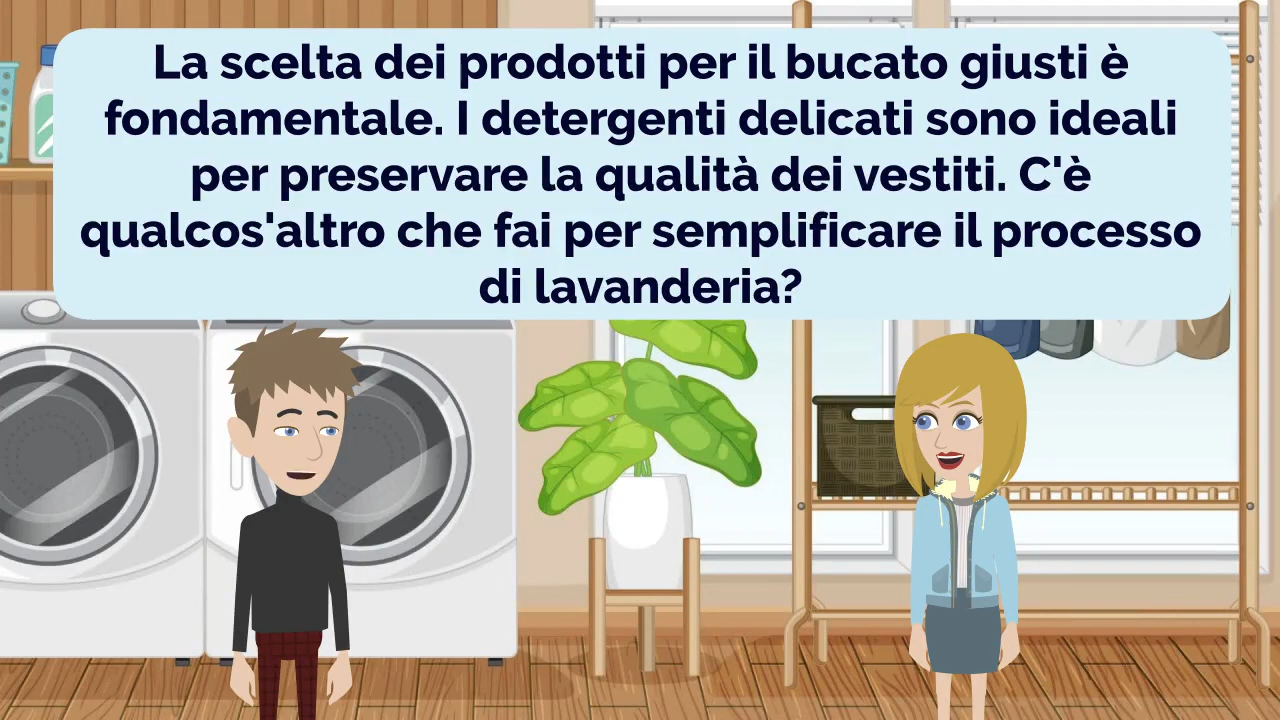 La scelta dei prodotti per il bucato giusti è
fondamentale. I detergenti delicati sono ideali
per preservare la qualità dei vestiti. C'è
qualcos'altro che fai per semplificare il processo
di lavanderia?